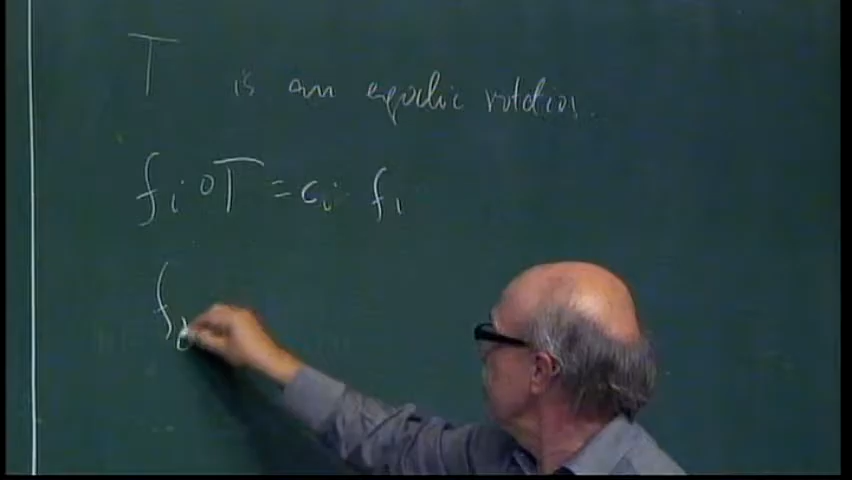 T is an ergodic rotation.
f_i ∘ T = c_i f_i
f